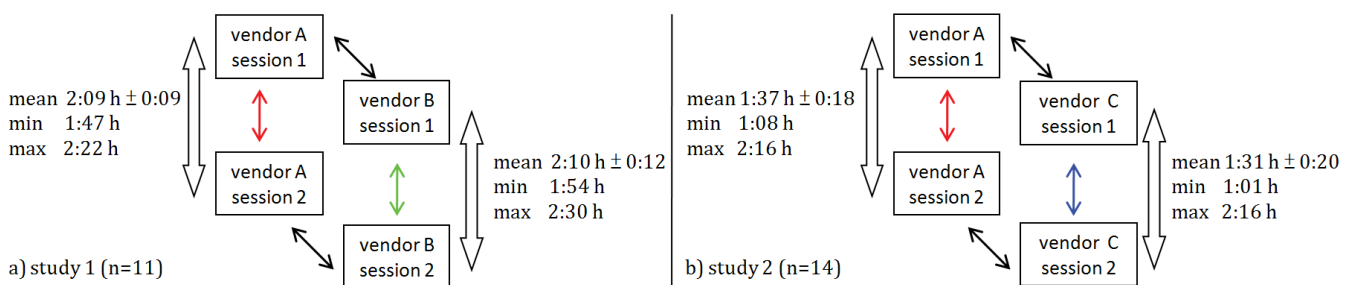 vendor A
session 1
mean 2:09 h ± 0:09
min 1:47 h
max 2:22 h
vendor B
session 1
vendor A
session 2
mean 2:10 h ± 0:12
min 1:54 h
max 2:30 h
vendor B
session 2
a) study 1 (n=11)
vendor A
session 1
mean 1:37 h ± 0:18
min 1:08 h
max 2:16 h
vendor C
session 1
vendor A
session 2
mean 1:31 h ± 0:20
min 1:01 h
max 2:16 h
vendor C
session 2
b) study 2 (n=14)